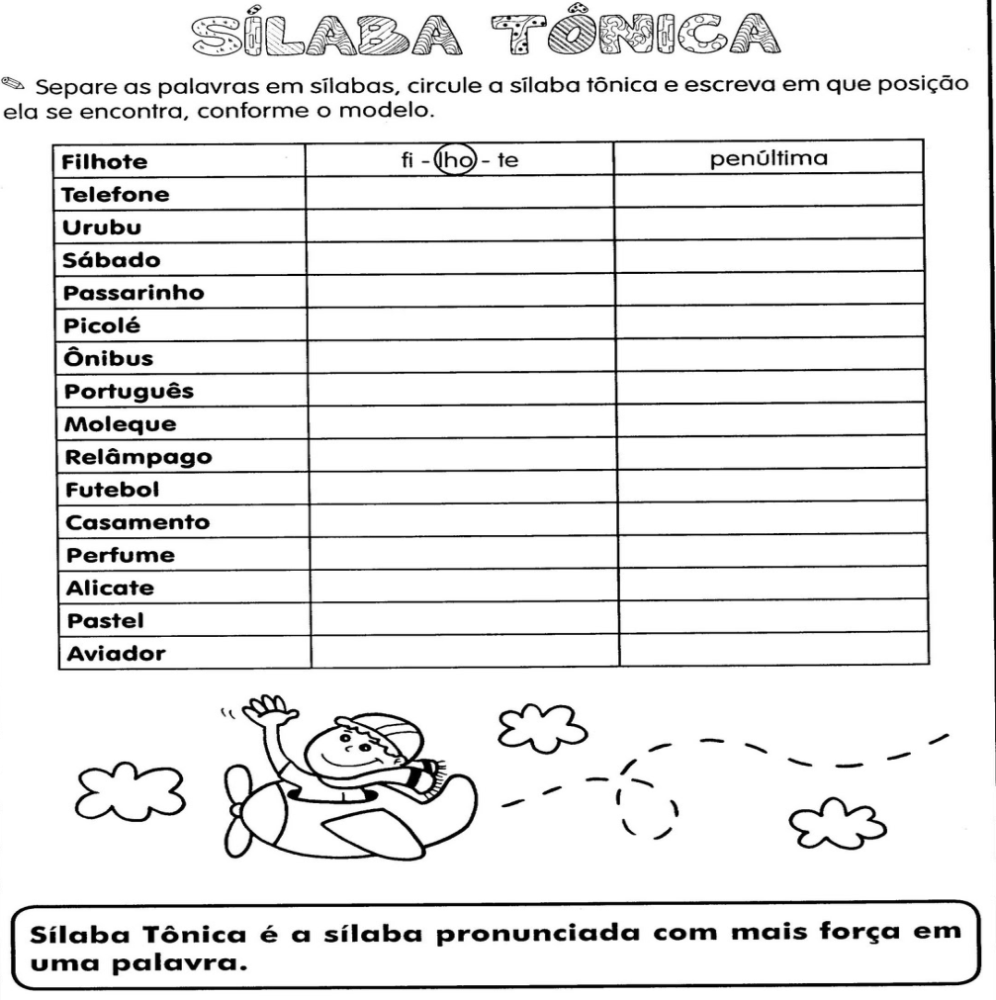 SÍLABA TÔNICA
Separe as palavras em sílabas, circule a sílaba tônica e escreva em que posição
ela se encontra, conforme o modelo.
Filhote fi - lho - te penúltima
Telefone
Urubu
Sábado
Passarinho
Picolé
Ônibus
Português
Moleque
Relâmpago
Futebol
Casamento
Perfume
Alicate
Pastel
Aviador
Sílaba Tônica é a sílaba pronunciada com mais força em
uma palavra.